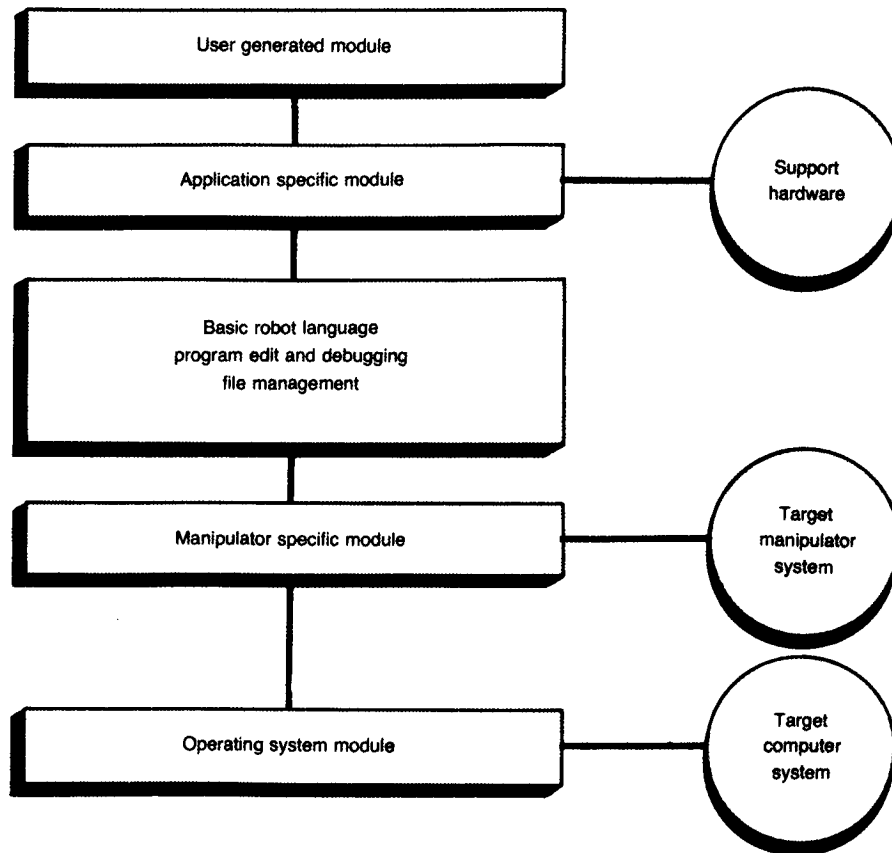 User generated module
Application specific module
Support
hardware
Basic robot language
program edit and debugging
file management
Manipulator specific module
Target
manipulator
system
Operating system module
Target
computer
system